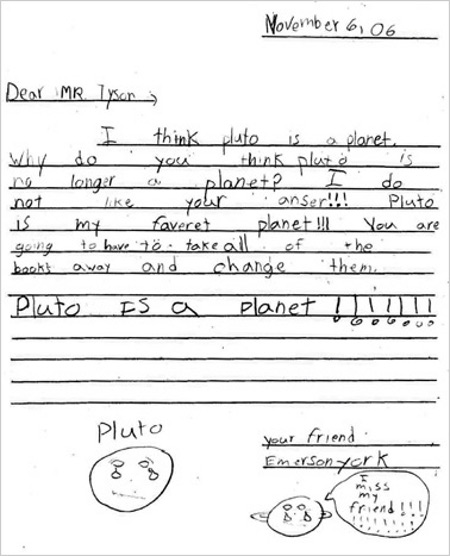 November 6, 06
Dear MR. Tyson,
I think pluto is a planet.
Why do you think pluto is
no longer a planet? I do
not like your anser!!! Pluto
is my faveret planet!!! You are
going to have to take all of the
books away and change them.
Pluto IS a planet !!!!!!!
Pluto
your friend
Emerson york
I
miss
my
friend!!!
!!!!!!